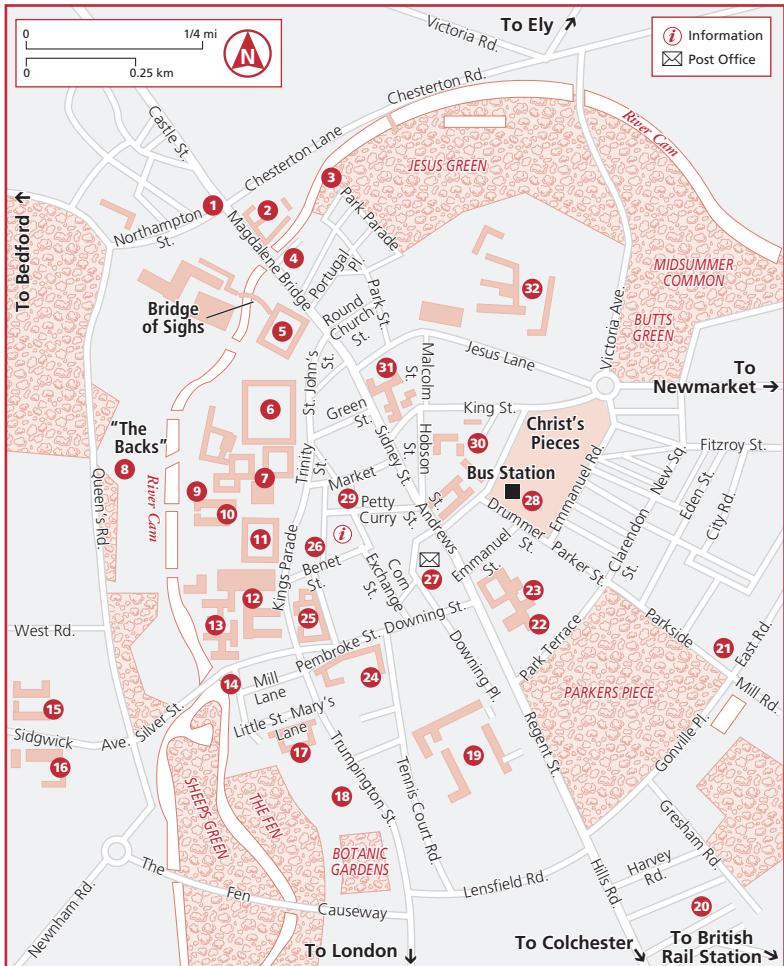 0 1/4 mi
0 0.25 km
N
To Ely
i Information
Post Office
Victoria Rd.
Chesterton Rd.
Castle St.
Chesterton Lane
River Cam
JESUS GREEN
3
1
2
Park Parade
To Bedford
Northampton St.
Magdalene Bridge
4
Portugal Pl.
32
MIDSUMMER
COMMON
Bridge
of Sighs
Park St.
Round
Church
St.
5
BUTTS
GREEN
Victoria Ave.
St. John's St.
31
Malcolm St.
Jesus Lane
To
Newmarket
6
Green St.
King St.
Christ's
Pieces
"The
Backs"
8
Sidney St.
Hobson St.
30
Fitzroy St.
Trinity St.
Bus Station
New Sq.
Eden St.
7
Market
Emmanuel Rd.
River Cam
9
29
28
City Rd.
Queen's Rd.
10
Petty
Curry
St. Andrews
Drummer St.
Clarendon St.
11
26
i
Kings Parade
Benet St.
Corn
Exchange St.
Emmanuel St.
Parker St.
27
12
23
13
25
22
Parkside
West Rd.
Pembroke St.
Downing St.
Park Terrace
21
East Rd.
14
Mill
Lane
24
Downing Pl.
PARKERS PIECE
Mill Rd.
15
Silver St.
Little St. Mary's
Lane
Sidgwick Ave.
17
19
Regent St.
Gonville Pl.
16
SHEEPS GREEN
THE FEN
18
Trumpington St.
Tennis Court Rd.
BOTANIC
GARDENS
Gresham Rd.
Harvey
Rd.
Hills Rd.
The
Fen
Causeway
Lensfield Rd.
20
Newnham Rd.
To London
To Colchester
To British
Rail Station